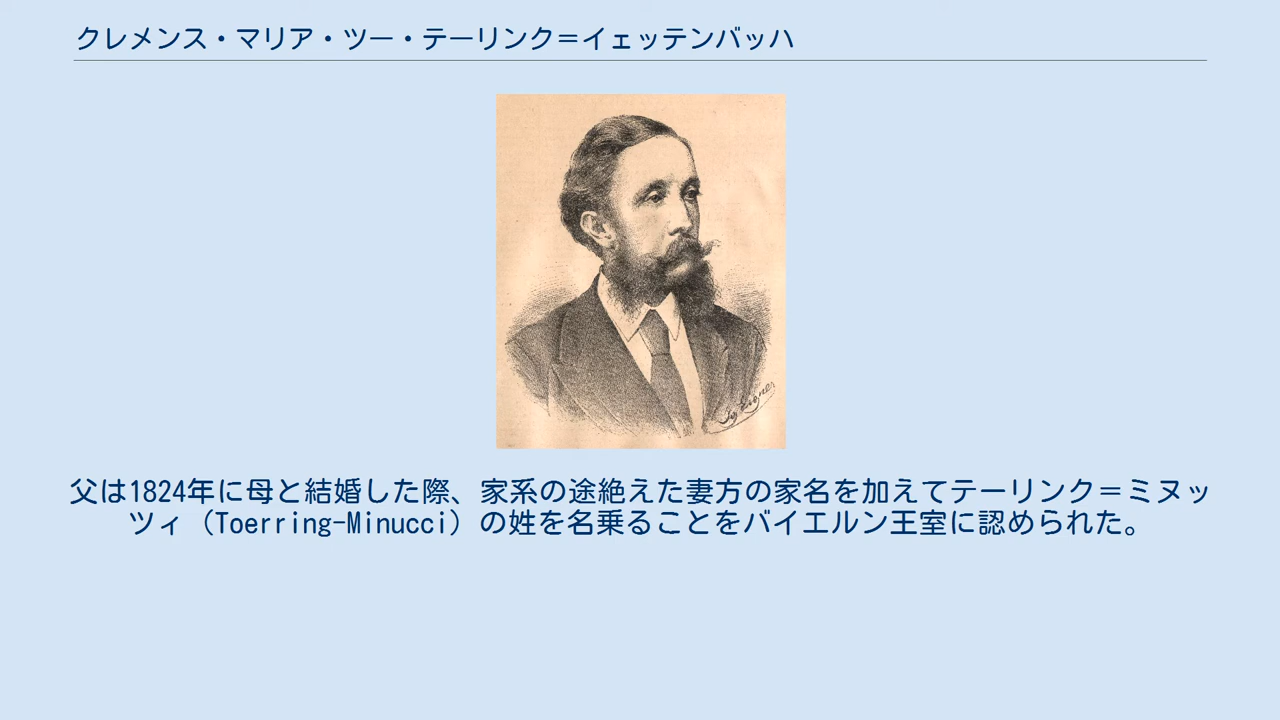 クレメンス・マリア・ツー・テーリンク＝イェッテンバッハ
Ig Eigner
父は1824年に母と結婚した際、家系の途絶えた妻方の家名を加えてテーリンク＝ミヌッ
ツィ（Toerring-Minucci）の姓を名乗ることをバイエルン王室に認められた。